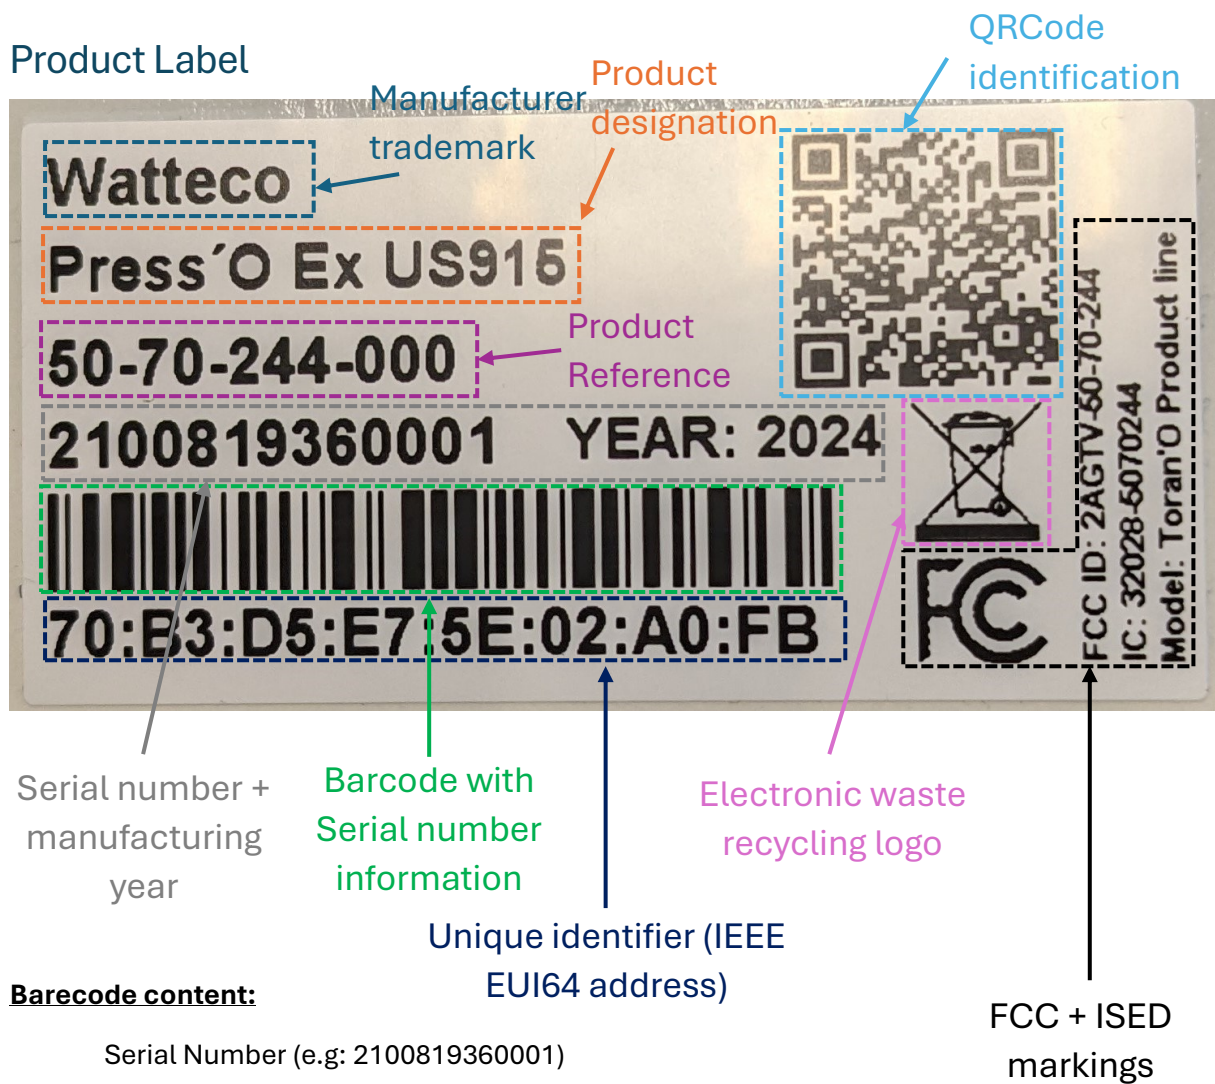 Product Label
Manufacturer
trademark
Product
designation
QRCode
identification
Watteco
Press´O Ex US915
50-70-244-000
Product
Reference
2100819360001 YEAR: 2024
70:B3:D5:E7:5E:02:A0:FB
FC
FCC ID: 2AGTV-50-70-244
IC: 32028-5070244
Model: Toran'O Product line
Serial number +
manufacturing
year
Barcode with
Serial number
information
Electronic waste
recycling logo
Unique identifier (IEEE
EUI64 address)
FCC + ISED
markings
Barecode content:
Serial Number (e.g: 2100819360001)